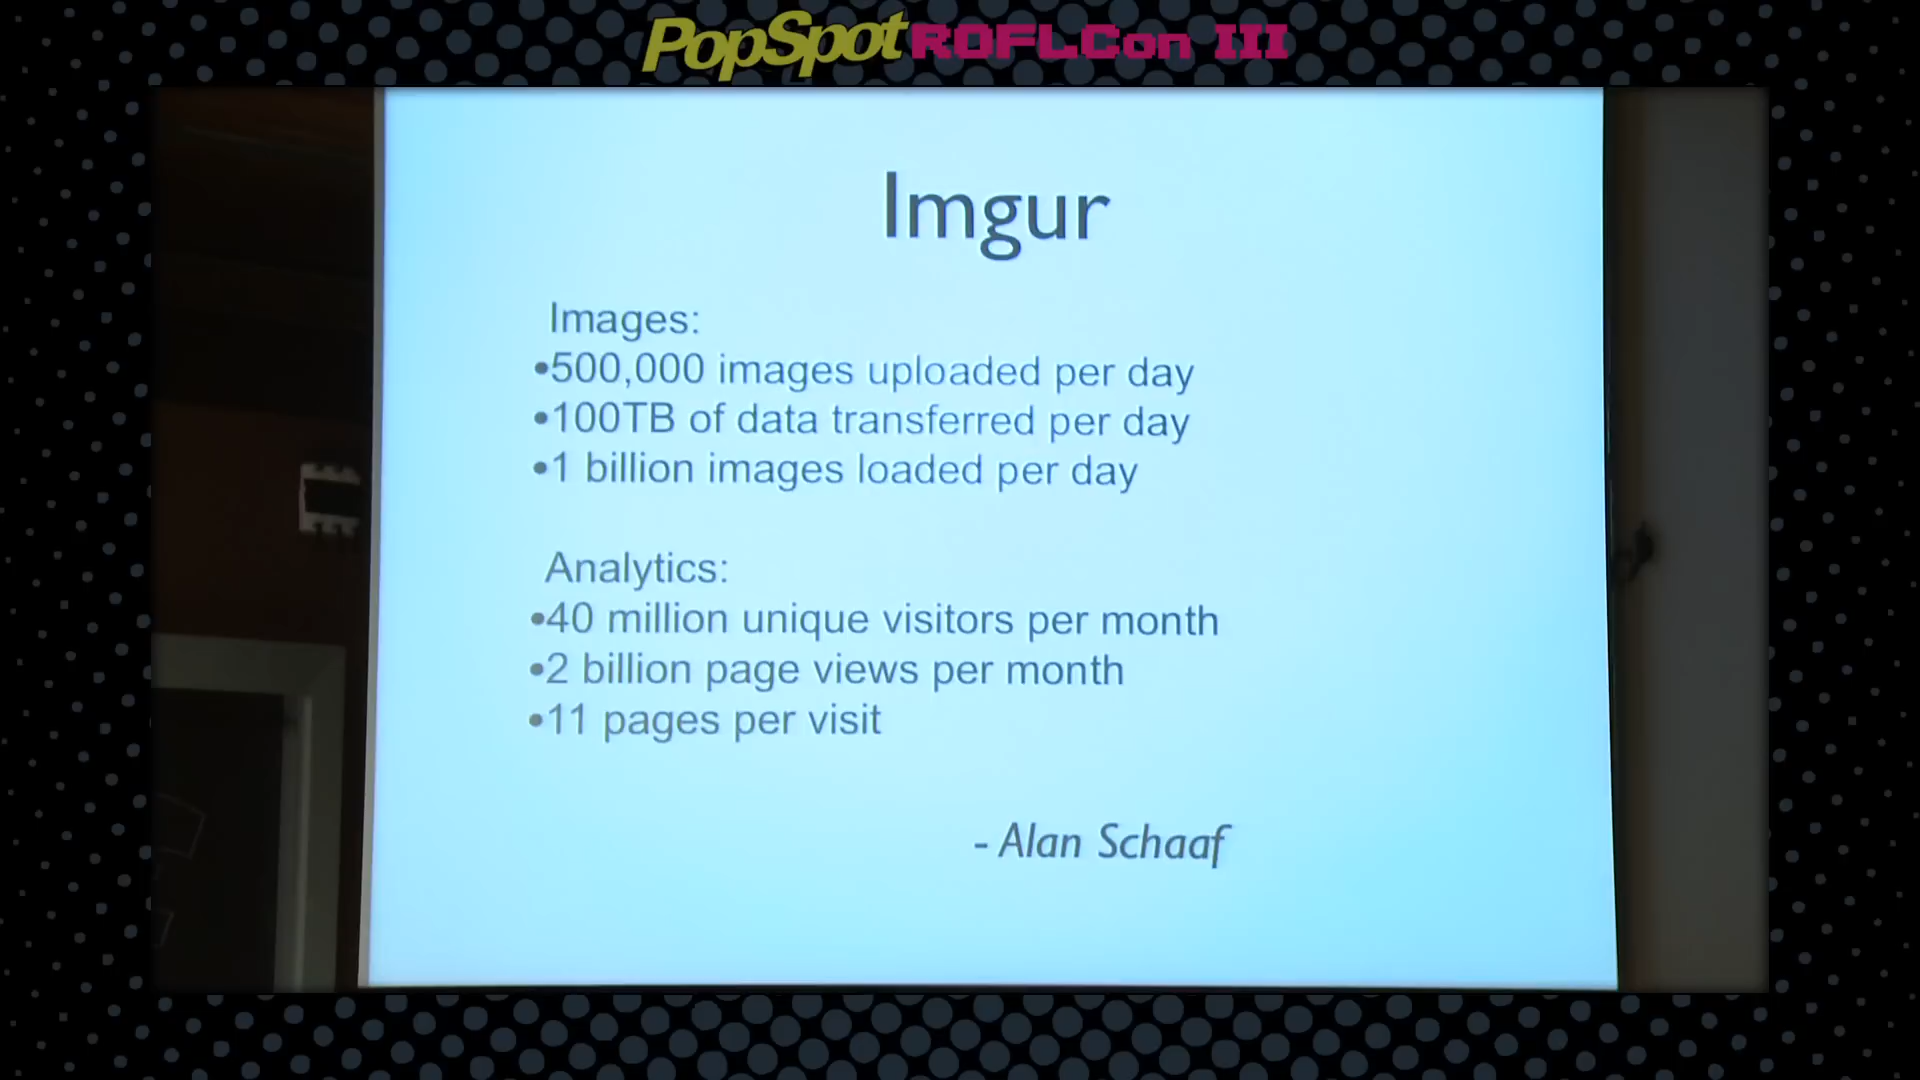 PopSpot ROFLCon III
Imgur
Images:
•500,000 images uploaded per day
•100TB of data transferred per day
•1 billion images loaded per day
Analytics:
•40 million unique visitors per month
•2 billion page views per month
•11 pages per visit
- Alan Schaaf